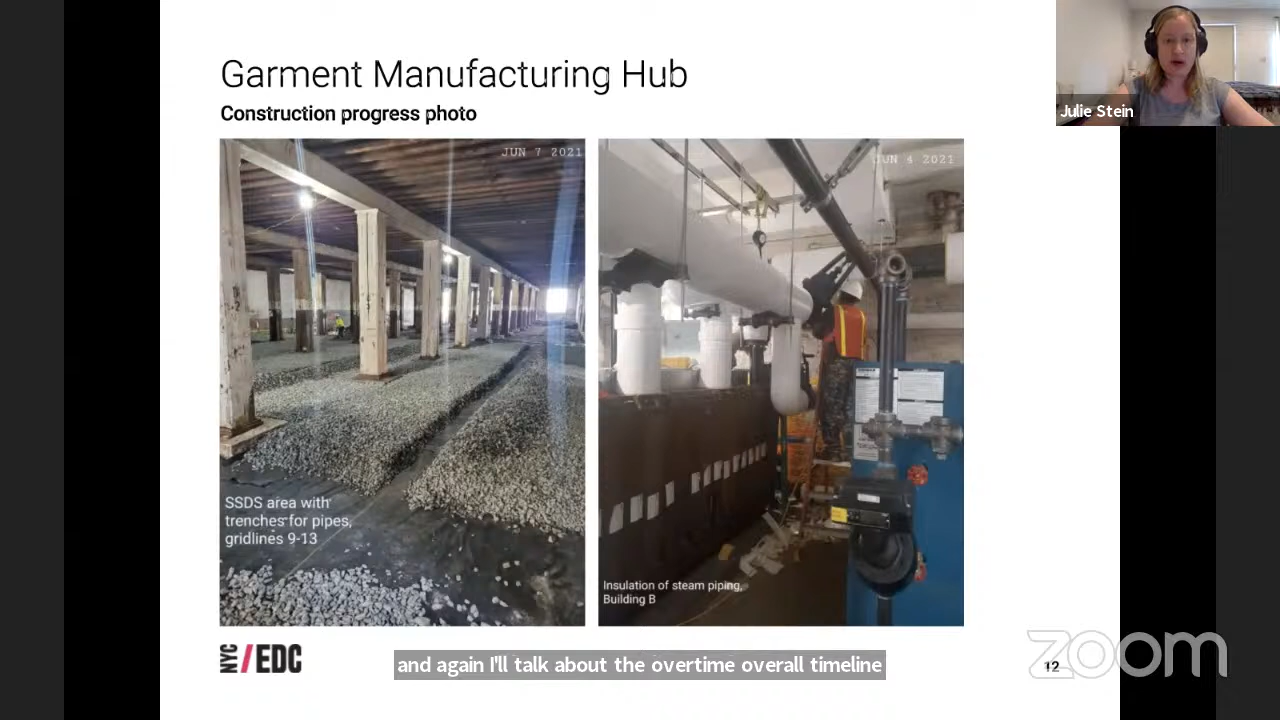 Garment Manufacturing Hub
Construction progress photo
Julie Stein
JUN 7 2021
JUN 4 2021
SSDS area with
trenches for pipes,
gridlines 9-13
Insulation of steam piping,
Building B
NYC / EDC
and again I'll talk about the overtime overall timeline
12
zoom